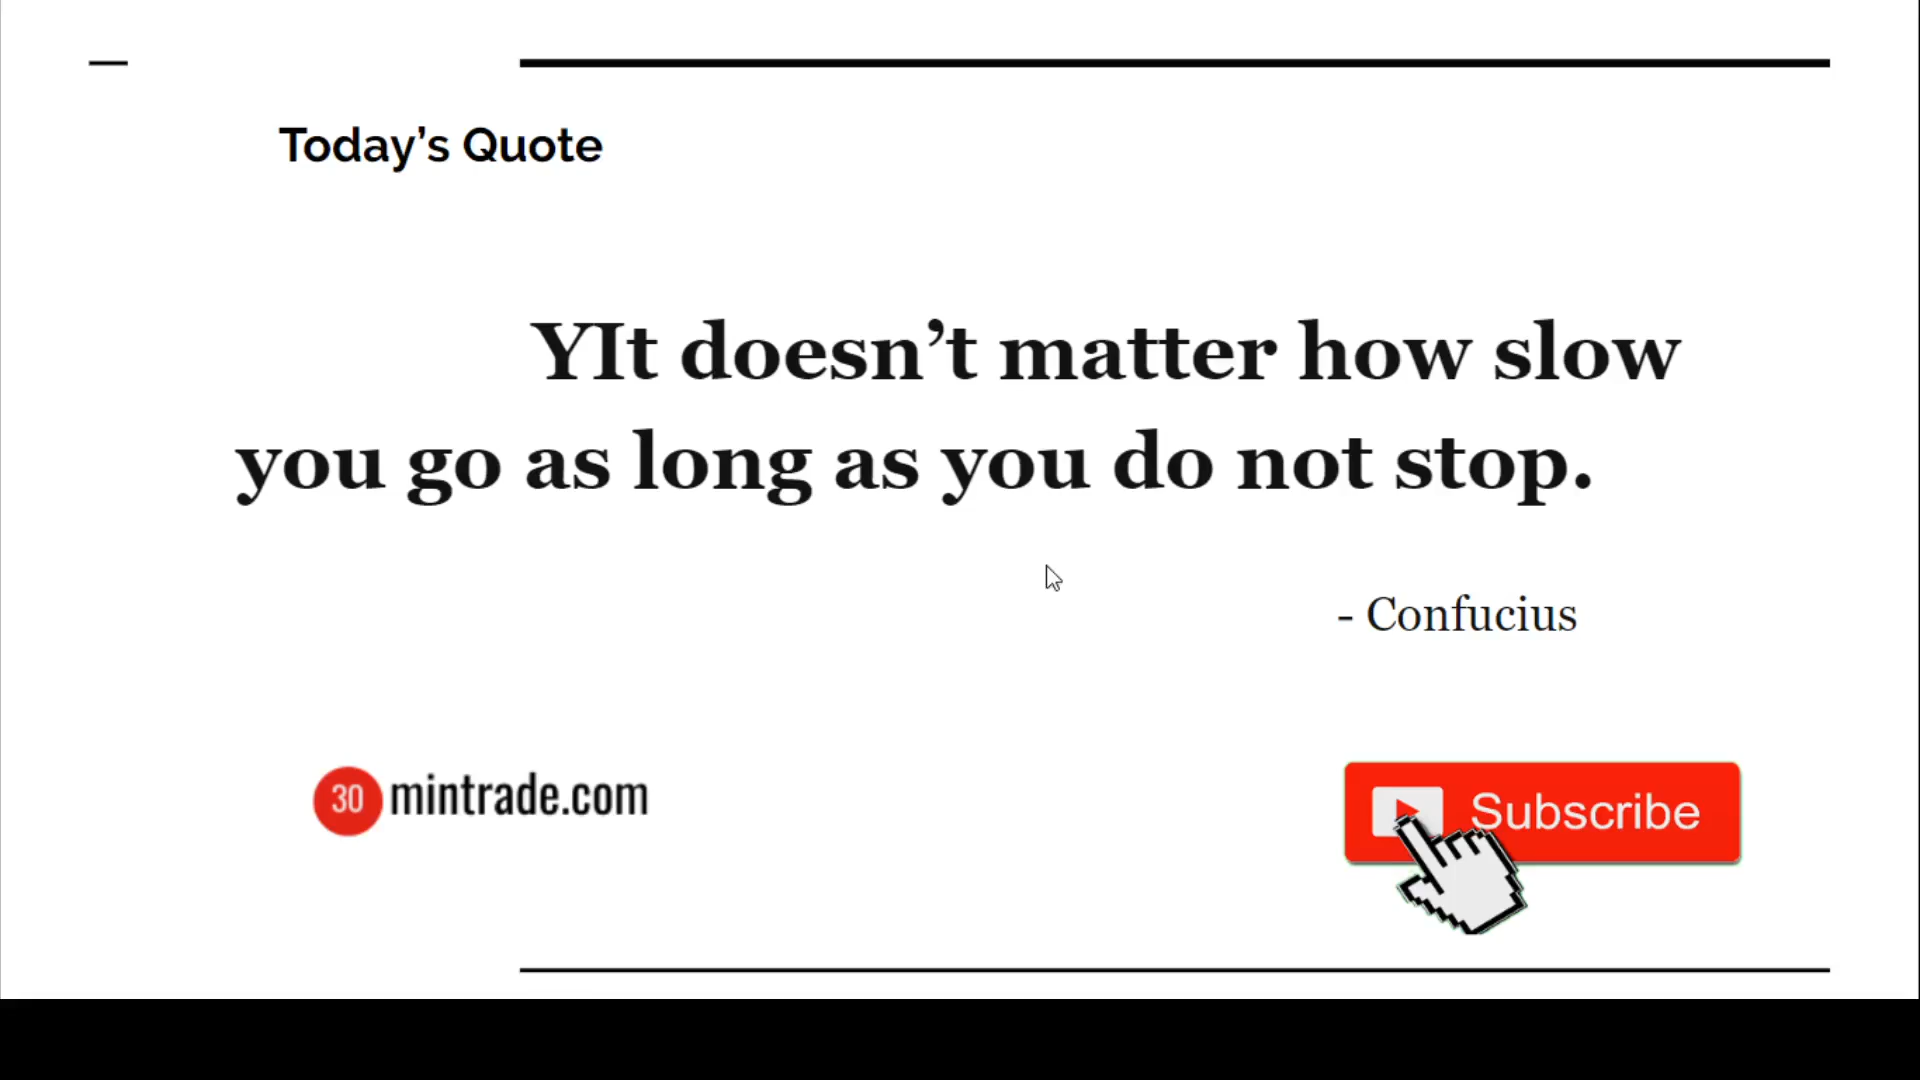 Today’s Quote
YIt doesn’t matter how slow
you go as long as you do not stop.
- Confucius
30 mintrade.com
Subscribe